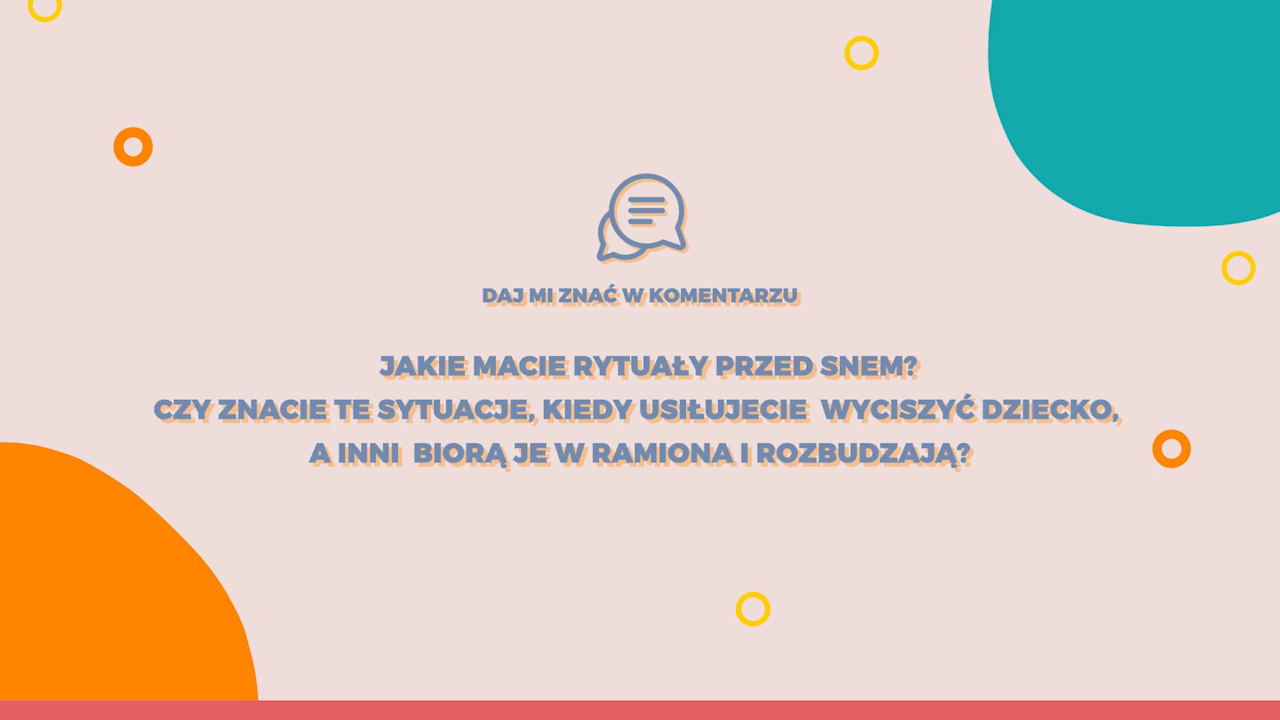 DAJ MI ZNAĆ W KOMENTARZU
JAKIE MACIE RYTUAŁY PRZED SNEM?
CZY ZNACIE TE SYTUACJE, KIEDY USIŁUJECIE WYCISZYĆ DZIECKO,
A INNI BIORĄ JE W RAMIONA I ROZBUDZAJĄ?